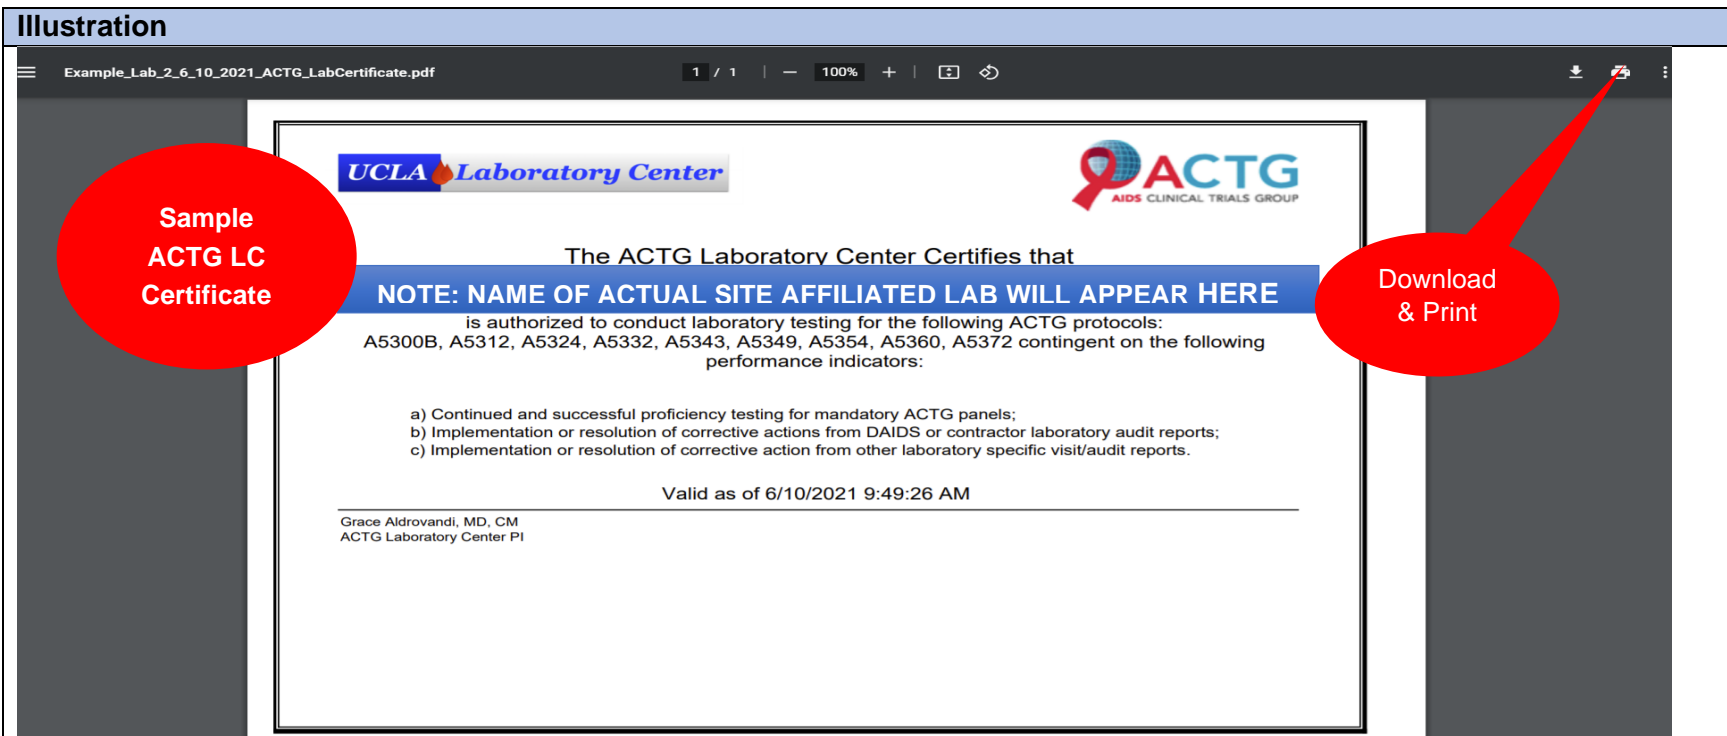 Illustration
Example_Lab_2_6_10_2021_ACTG_LabCertificate.pdf
1 / 1
100%
UCLA Laboratory Center
ACTG
AIDS CLINICAL TRIALS GROUP
Sample
ACTG LC
Certificate
The ACTG Laboratory Center Certifies that
NOTE: NAME OF ACTUAL SITE AFFILIATED LAB WILL APPEAR HERE
Download
& Print
is authorized to conduct laboratory testing for the following ACTG protocols:
A5300B, A5312, A5324, A5332, A5343, A5349, A5354, A5360, A5372 contingent on the following
performance indicators:
a) Continued and successful proficiency testing for mandatory ACTG panels;
b) Implementation or resolution of corrective actions from DAIDS or contractor laboratory audit reports;
c) Implementation or resolution of corrective action from other laboratory specific visit/audit reports.
Valid as of 6/10/2021 9:49:26 AM
Grace Aldrovandi, MD, CM
ACTG Laboratory Center PI